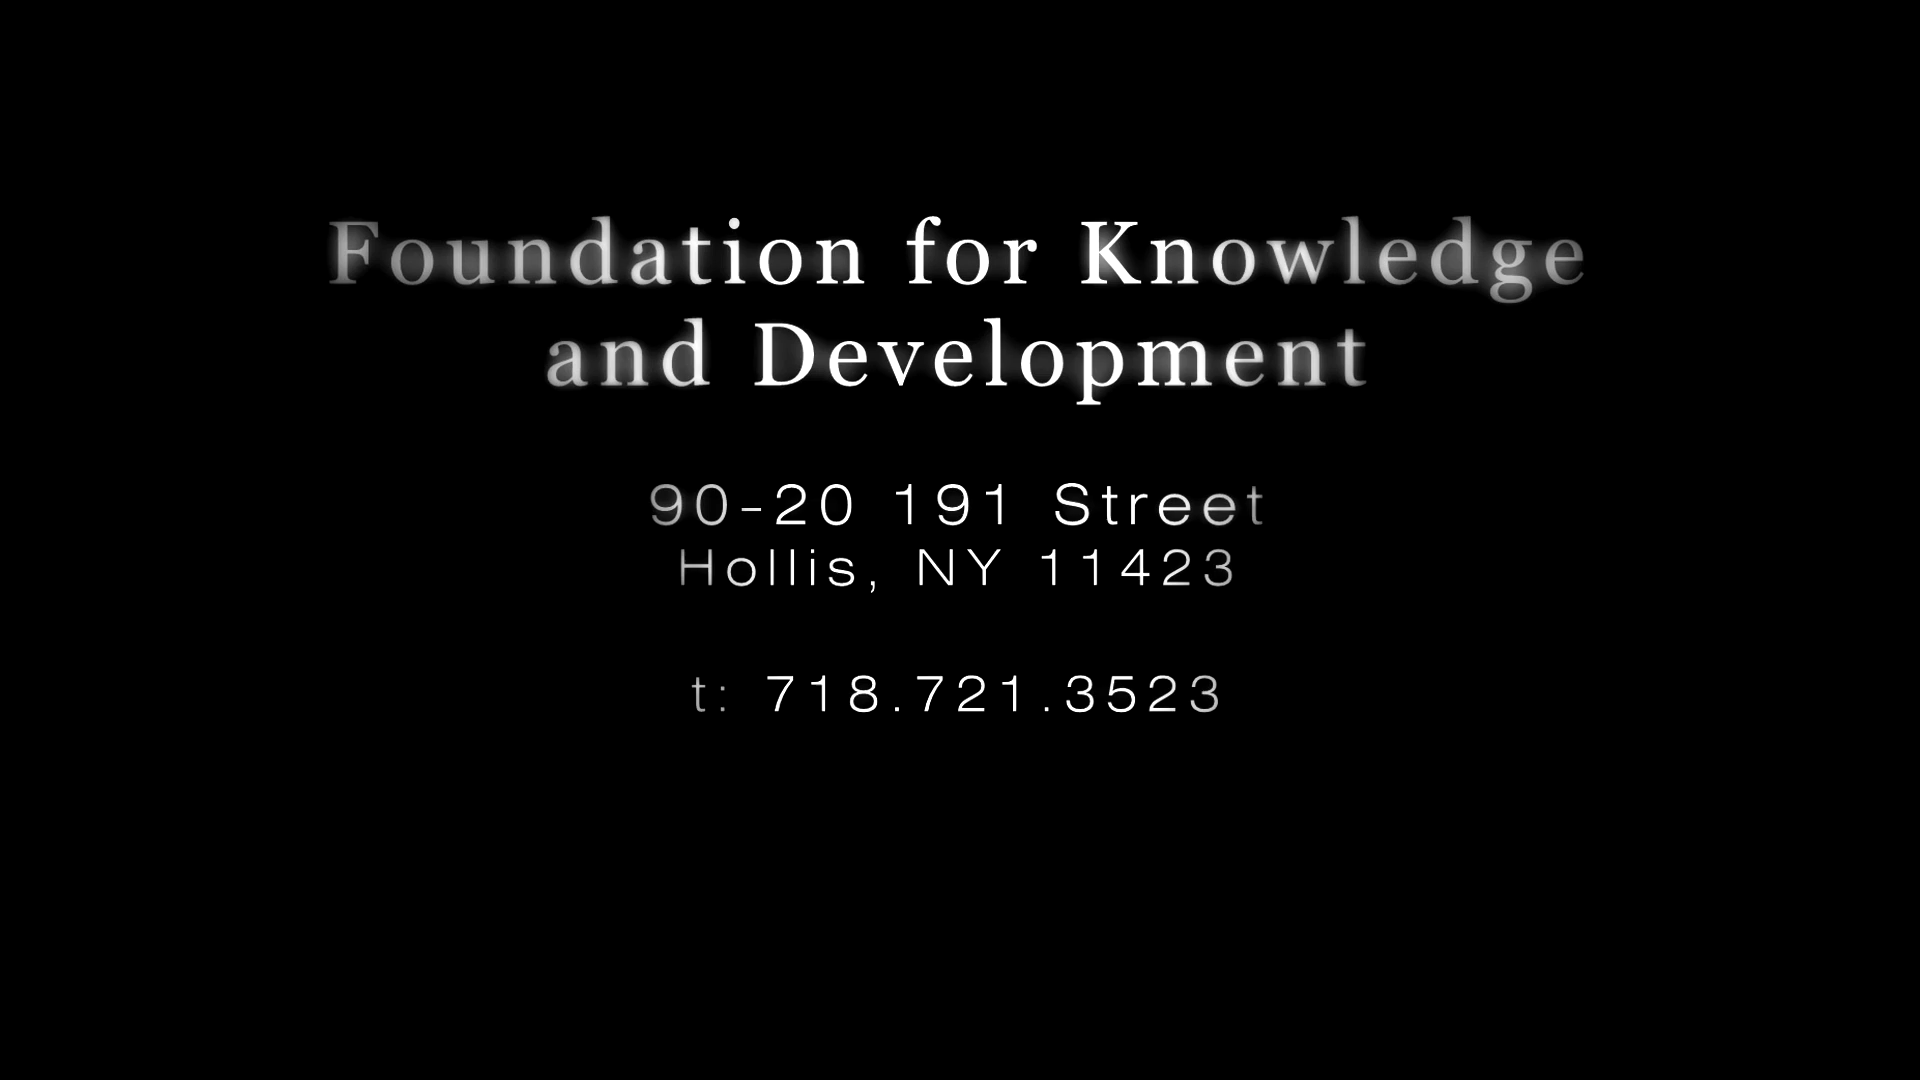 Foundation for Knowledge
and Development
90-20 191 Street
Hollis, NY 11423
t: 718.721.3523